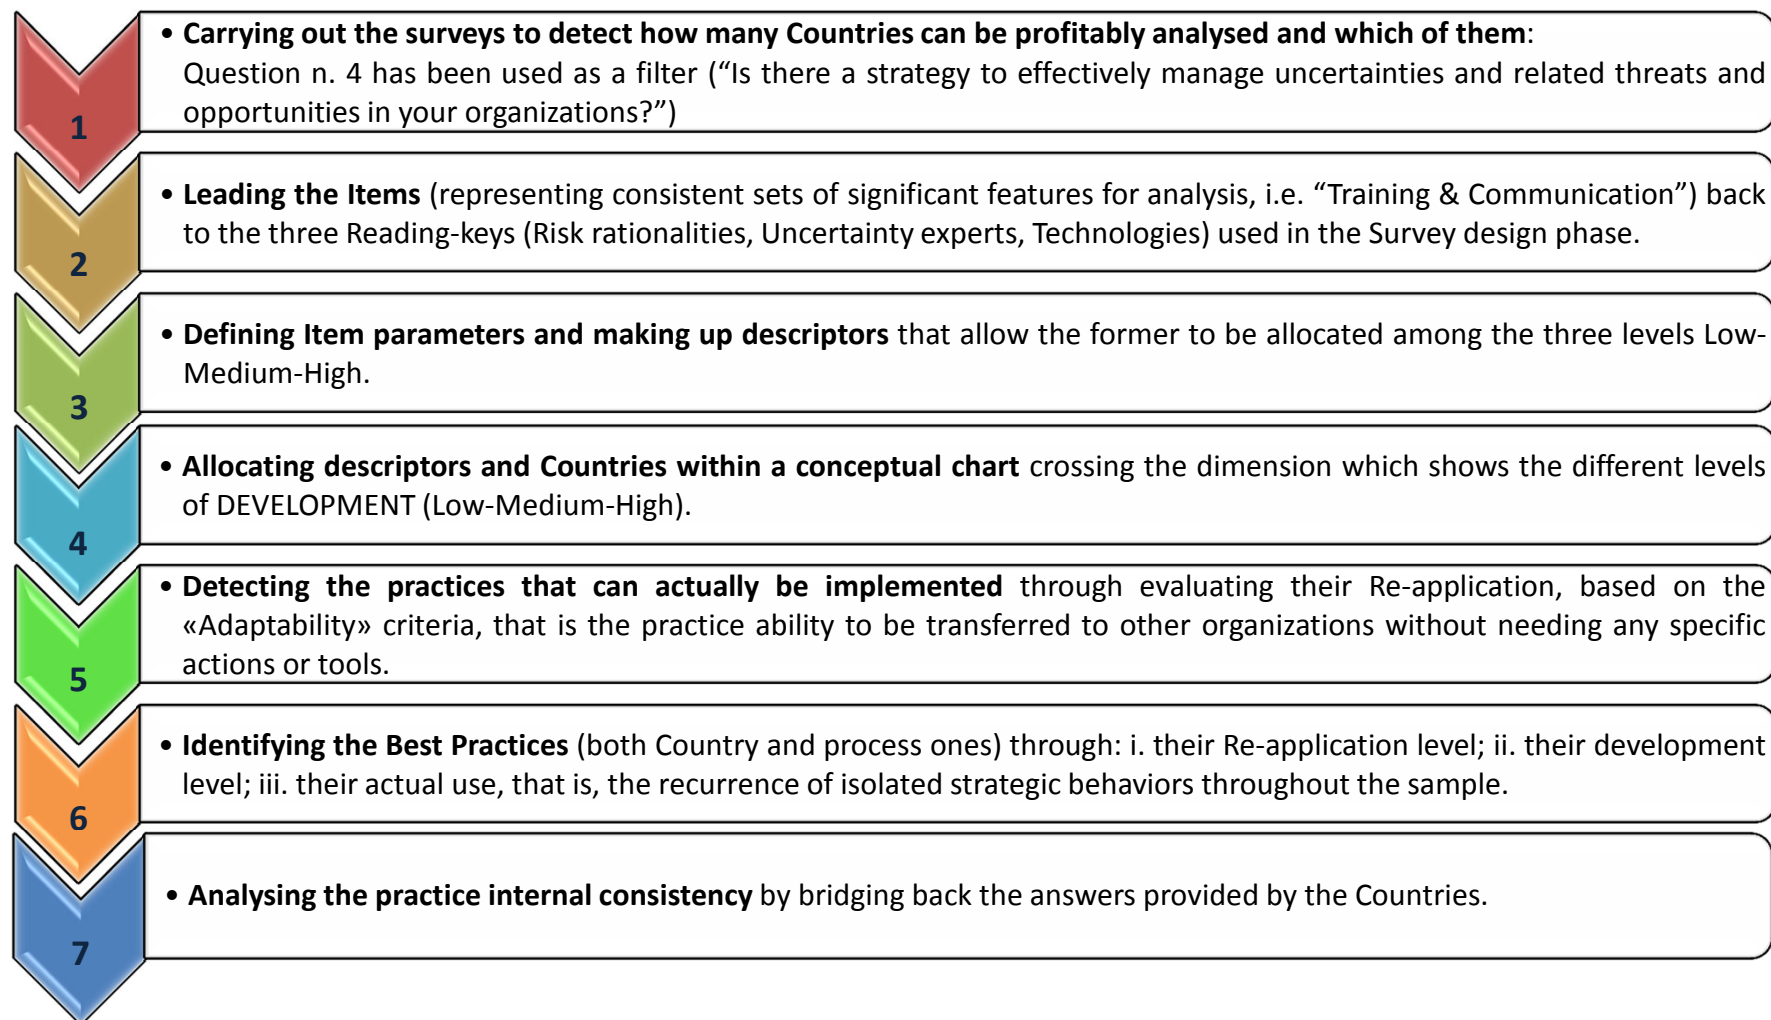 • Carrying out the surveys to detect how many Countries can be profitably analysed and which of them:
Question n. 4 has been used as a filter (“Is there a strategy to effectively manage uncertainties and related threats and
opportunities in your organizations?”)
1
• Leading the Items (representing consistent sets of significant features for analysis, i.e. “Training & Communication”) back
to the three Reading-keys (Risk rationalities, Uncertainty experts, Technologies) used in the Survey design phase.
2
• Defining Item parameters and making up descriptors that allow the former to be allocated among the three levels Low-
Medium-High.
3
• Allocating descriptors and Countries within a conceptual chart crossing the dimension which shows the different levels
of DEVELOPMENT (Low-Medium-High).
4
• Detecting the practices that can actually be implemented through evaluating their Re-application, based on the
«Adaptability» criteria, that is the practice ability to be transferred to other organizations without needing any specific
actions or tools.
5
• Identifying the Best Practices (both Country and process ones) through: i. their Re-application level; ii. their development
level; iii. their actual use, that is, the recurrence of isolated strategic behaviors throughout the sample.
6
• Analysing the practice internal consistency by bridging back the answers provided by the Countries.
7